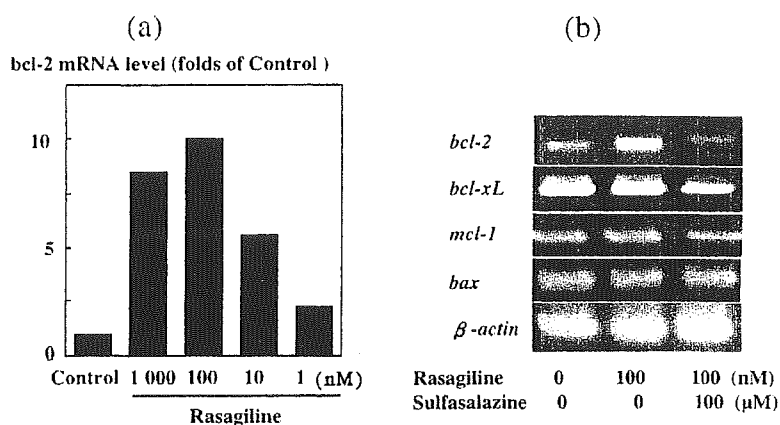 (a)
bcl-2 mRNA level (folds of Control )
10
5
0
Control 1 000 100 10 1 (nM)
Rasagiline
(b)
bcl-2
bcl-xL
mcl-1
bax
β-actin
Rasagiline 0 100 100 (nM)
Sulfasalazine 0 0 100 (μM)